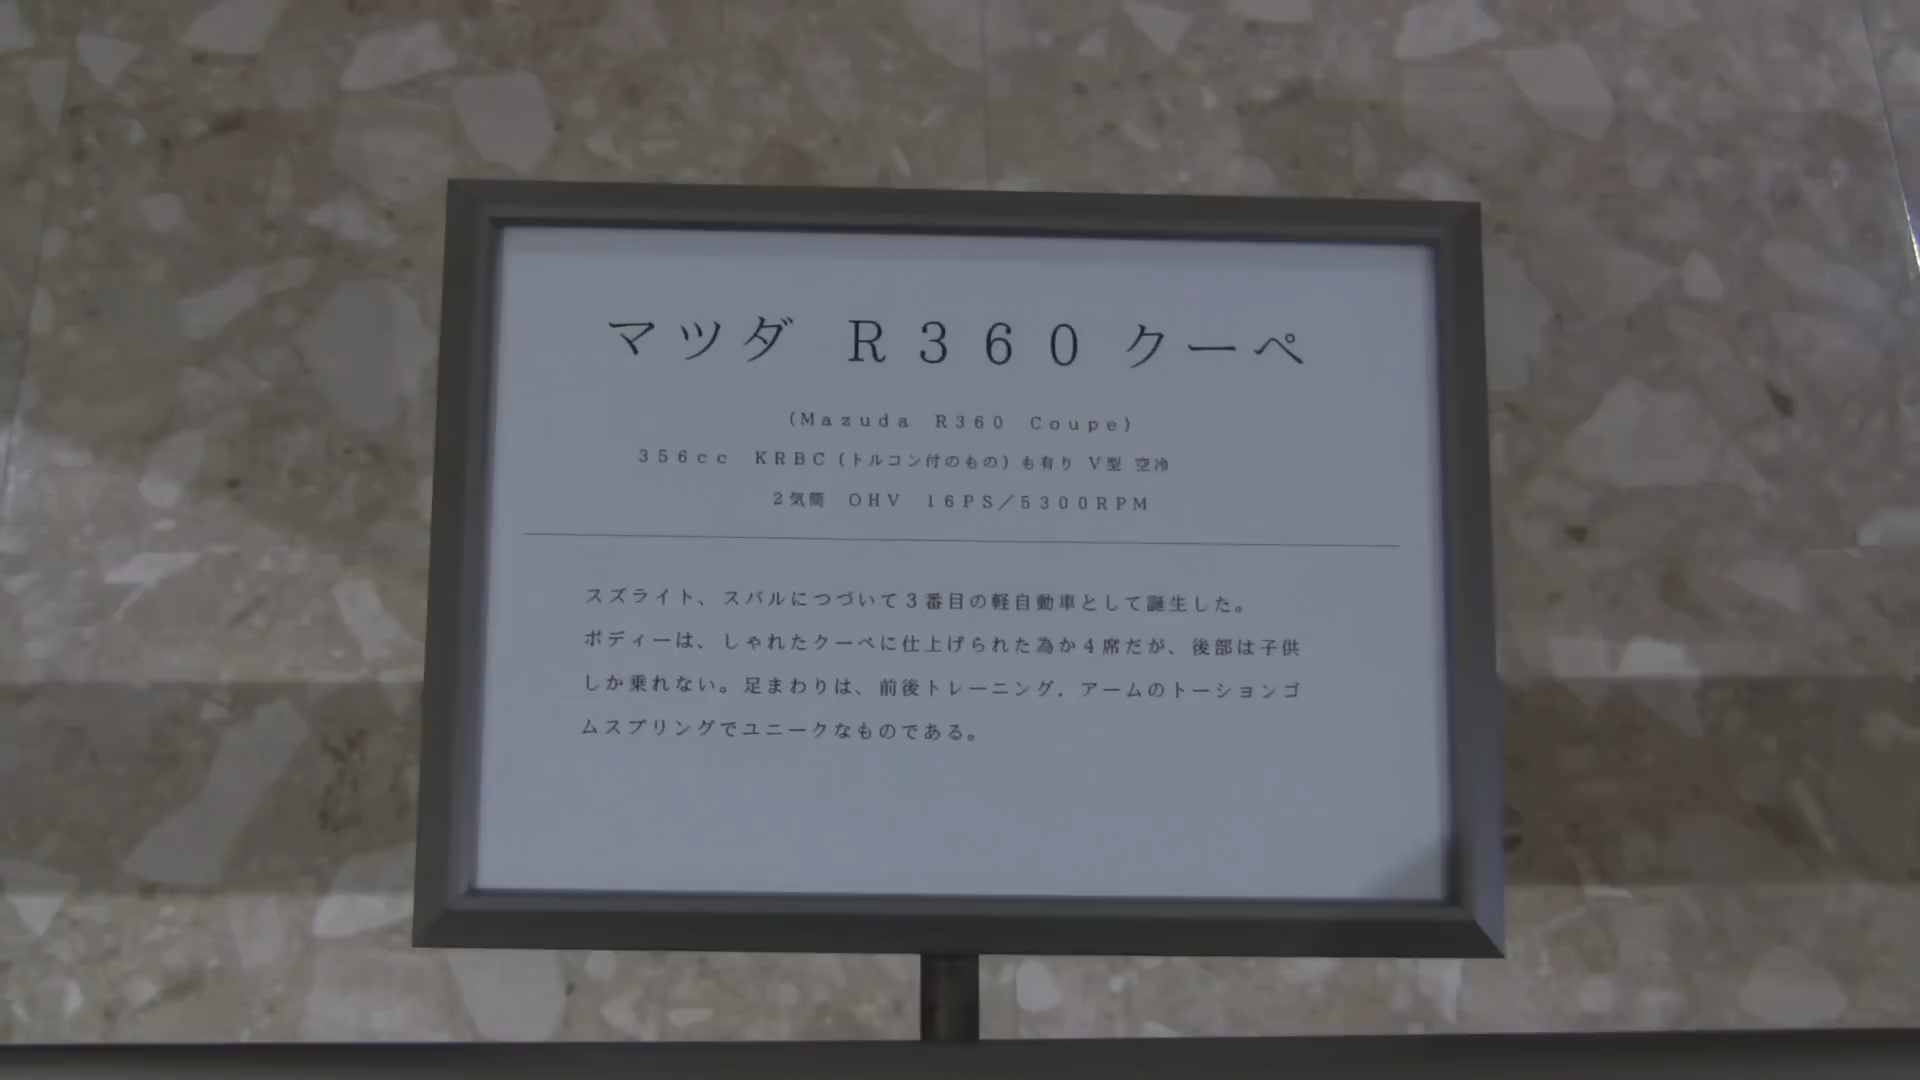 マツダ R360クーペ
(Mazuda R360 Coupe)
356cc KRBC(トルコン付のもの)も有り V型 空冷
2気筒 OHV 16PS/5300RPM
スズライト、スバルにつづいて3番目の軽自動車として誕生した。
ボディーは、しゃれたクーペに仕上げられた為か4席だが、後部は子供
しか乗れない。足まわりは、前後トレーニング.アームのトーションゴ
ムスプリングでユニークなものである。